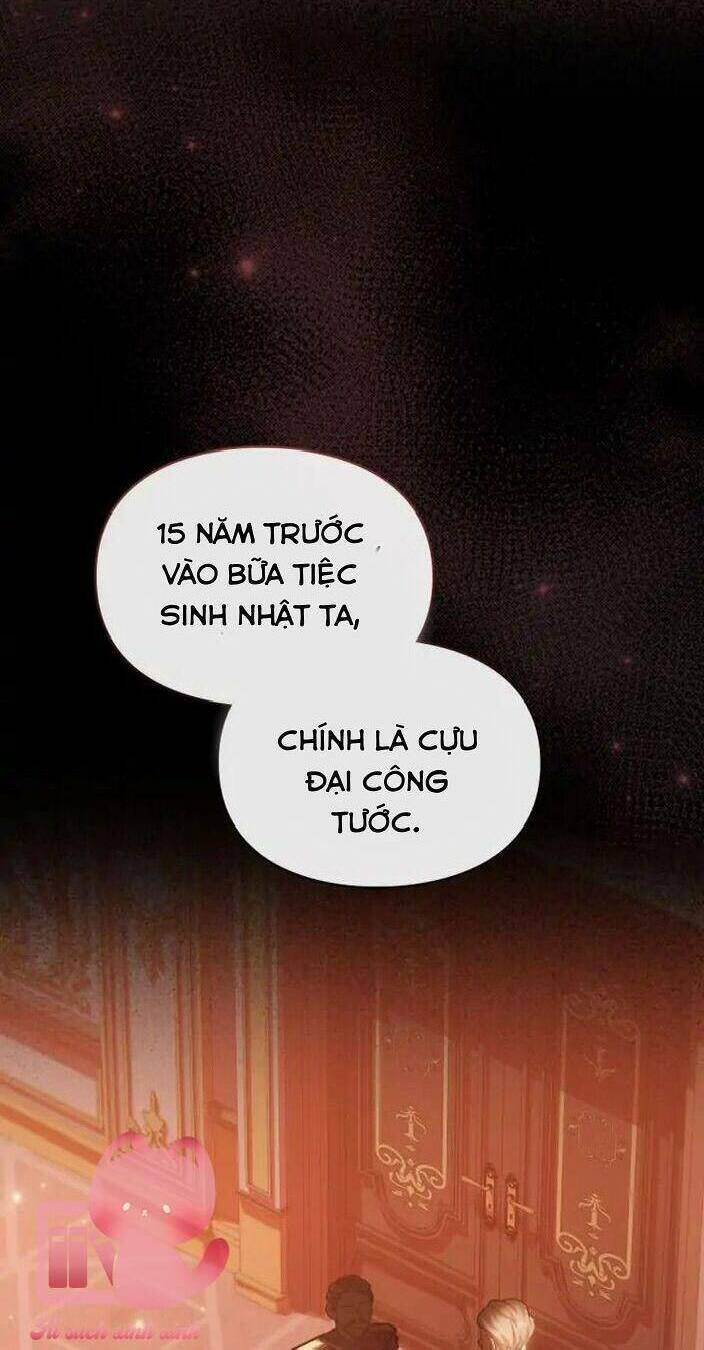 15 NĂM TRƯỚC
VÀO BỮA TIỆC
SINH NHẬT TA,
CHÍNH LÀ CỰU
ĐẠI CÔNG
TƯỚC.